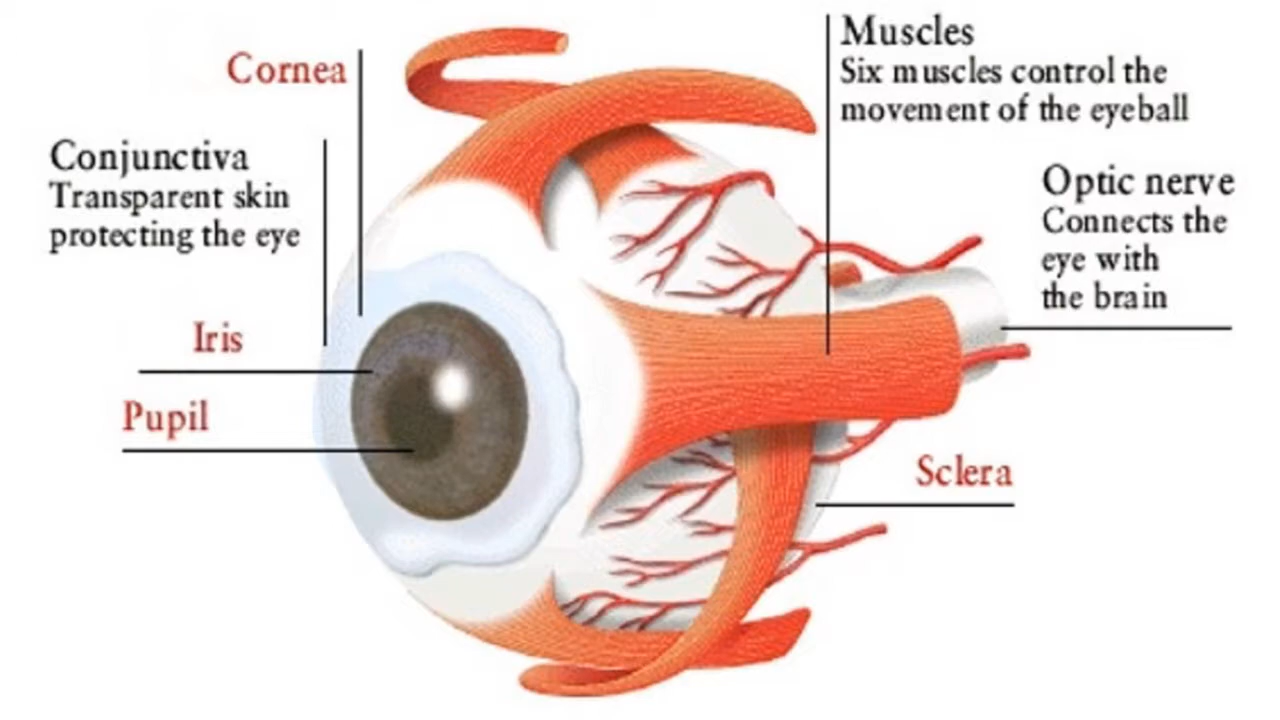 Cornea
Conjunctiva
Transparent skin
protecting the eye
Iris
Pupil
Muscles
Six muscles control the
movement of the eyeball
Optic nerve
Connects the
eye with
the brain
Sclera